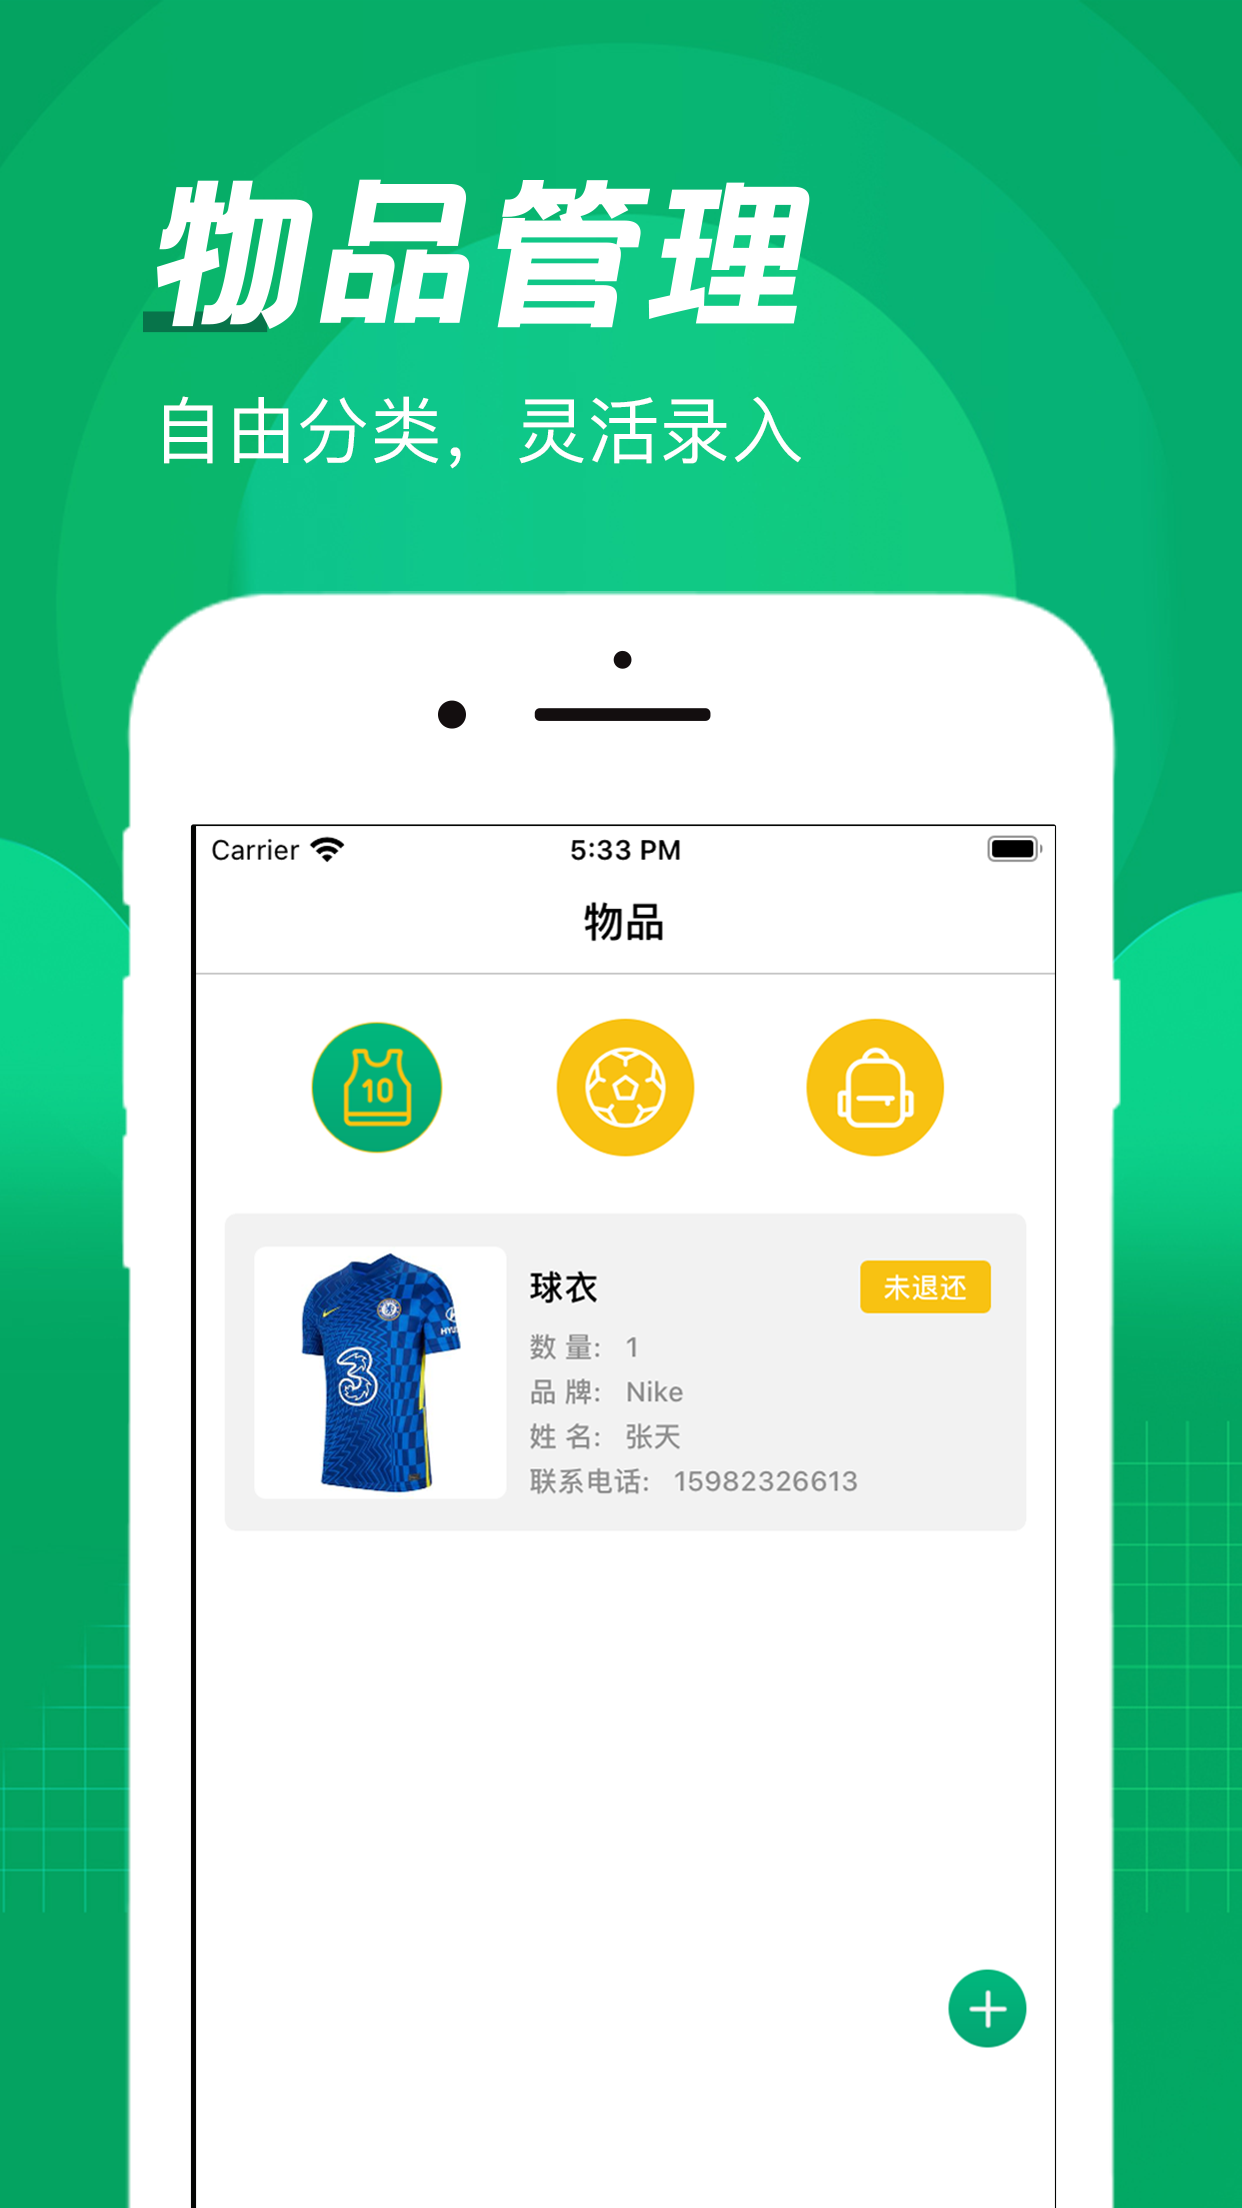 物品管理
自由分类，灵活录入
Carrier 5:33 PM
物品
10
球衣 未退还
数 量： 1
品 牌： Nike
姓 名： 张天
联系电话： 15982326613
3